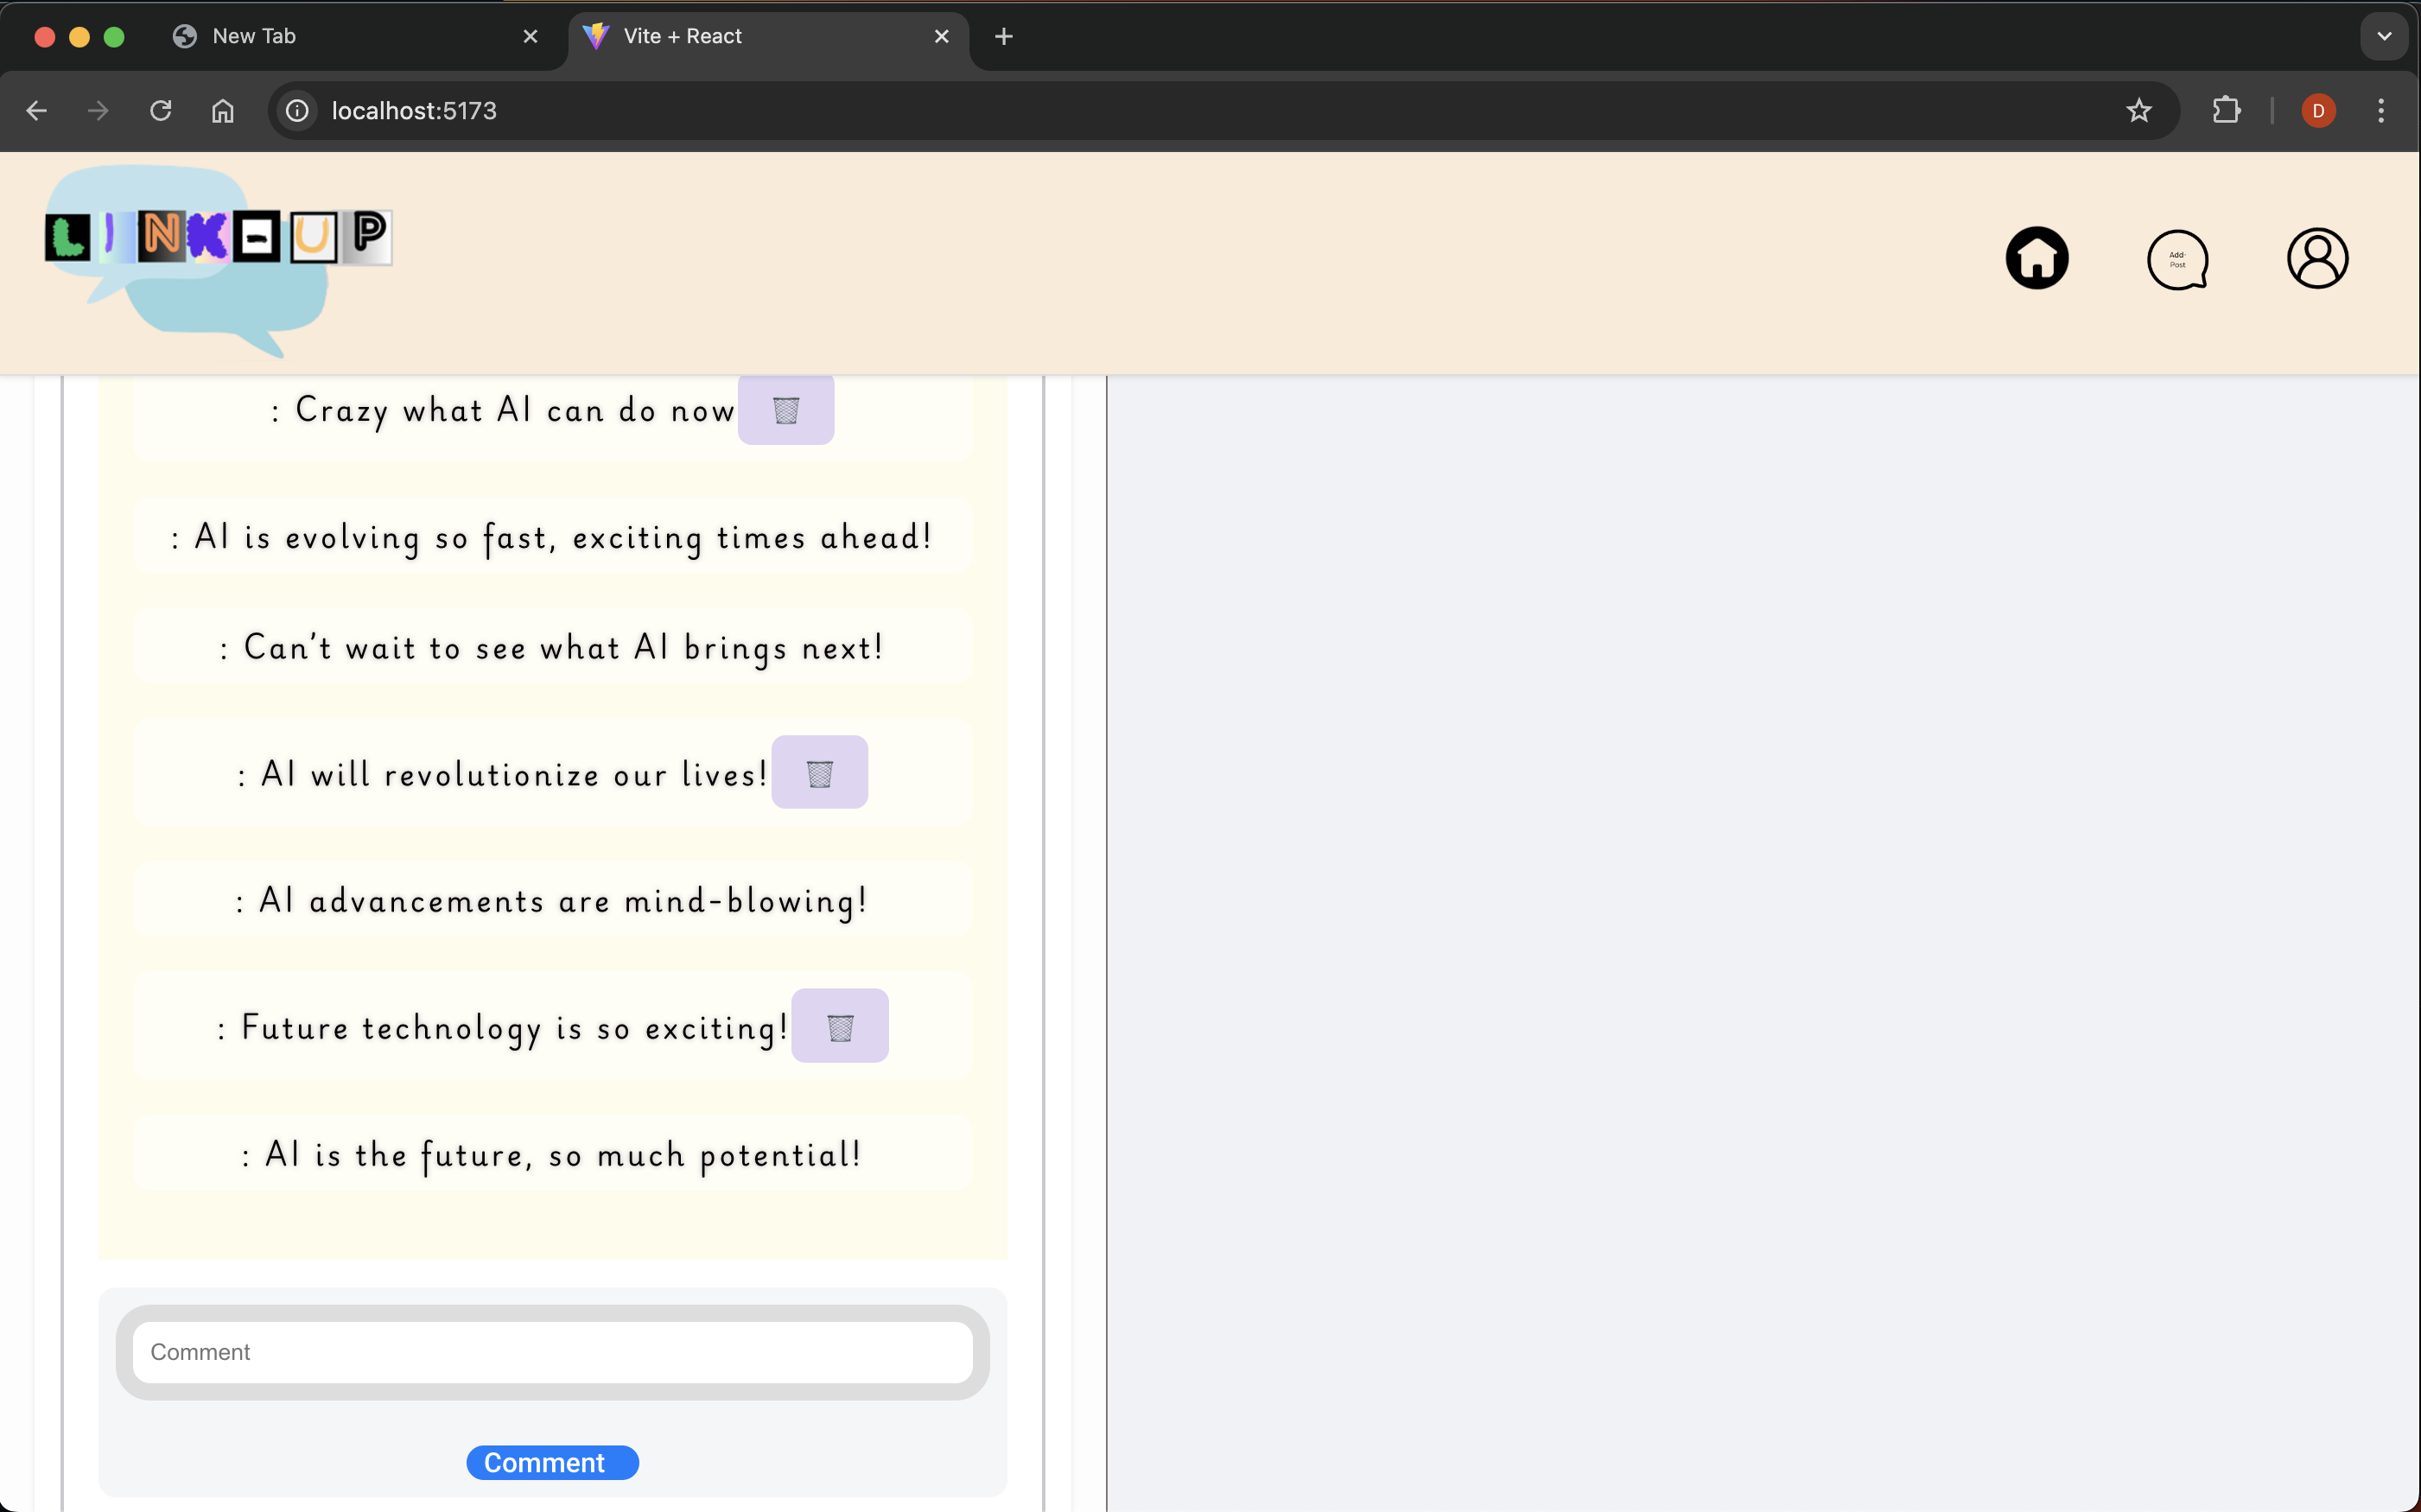 New Tab
Vite + React
localhost:5173
D
LINK-UP
Add-
Post
: Crazy what AI can do now
: AI is evolving so fast, exciting times ahead!
: Can’t wait to see what AI brings next!
: AI will revolutionize our lives!
: AI advancements are mind-blowing!
: Future technology is so exciting!
: AI is the future, so much potential!
Comment
Comment